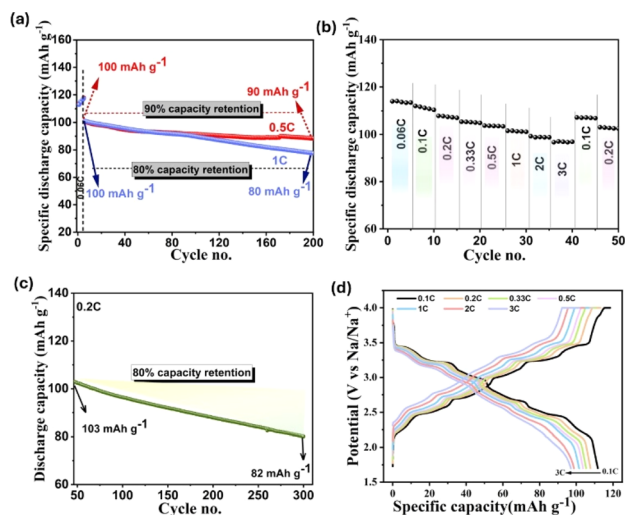 (a)
Specific discharge capacity (mAh g-1)
160
140
120
100
80
60
40
20
0.06C
100 mAh g-1
90 mAh g-1
90% capacity retention
0.5C
1C
80% capacity retention
100 mAh g-1
80 mAh g-1
0
40
80
120
160
200
Cycle no.
(b)
Specific discharge capacity (mAh g-1)
140
120
100
80
60
0.06C
0.1C
0.2C
0.33C
0.5C
1C
2C
3C
0.1C
0.2C
0
10
20
30
40
50
Cycle no.
(c)
Discharge capacity (mAh g-1)
140
120
100
80
60
0.2C
80% capacity retention
103 mAh g-1
82 mAh g-1
50
100
150
200
250
300
Cycle no.
(d)
Potential (V vs Na/Na+)
4.0
3.5
3.0
2.5
2.0
1.5
0.1C 0.2C 0.33C 0.5C
1C 2C 3C
3C
0.1C
0
20
40
60
80
100
120
Specific capacity(mAh g-1)